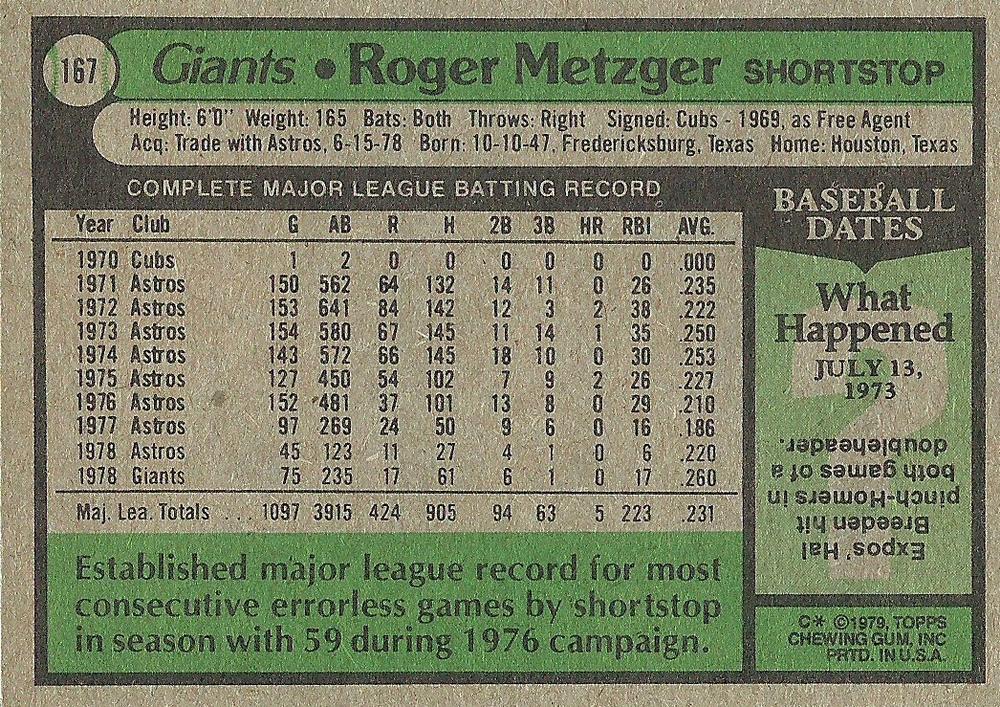 167
Giants • Roger Metzger SHORTSTOP
Height: 6'0" Weight: 165 Bats: Both Throws: Right Signed: Cubs - 1969, as Free Agent
Acq: Trade with Astros, 6-15-78 Born: 10-10-47, Fredericksburg, Texas Home: Houston, Texas
COMPLETE MAJOR LEAGUE BATTING RECORD
Year Club G AB R H 2B 3B HR RBI AVG.
1970 Cubs 1 2 0 0 0 0 0 0 .000
1971 Astros 150 562 64 132 14 11 0 26 .235
1972 Astros 153 641 84 142 12 3 2 38 .222
1973 Astros 154 580 67 145 11 14 1 35 .250
1974 Astros 143 572 66 145 18 10 0 30 .253
1975 Astros 127 450 54 102 7 9 2 26 .227
1976 Astros 152 481 37 101 13 8 0 29 .210
1977 Astros 97 269 24 50 9 6 0 16 .186
1978 Astros 45 123 11 27 4 1 0 6 .220
1978 Giants 75 235 17 61 6 1 0 17 .260
Maj. Lea. Totals ... 1097 3915 424 905 94 63 5 223 .231
Established major league record for most
consecutive errorless games by shortstop
in season with 59 during 1976 campaign.
BASEBALL
DATES
What
Happened
JULY 13,
1973
?
Expos' Hal
Breeden hit
pinch-Homers in
both games of a
doubleheader.
C* ©1979, TOPPS
CHEWING GUM, INC
PRTD. IN U.S.A.